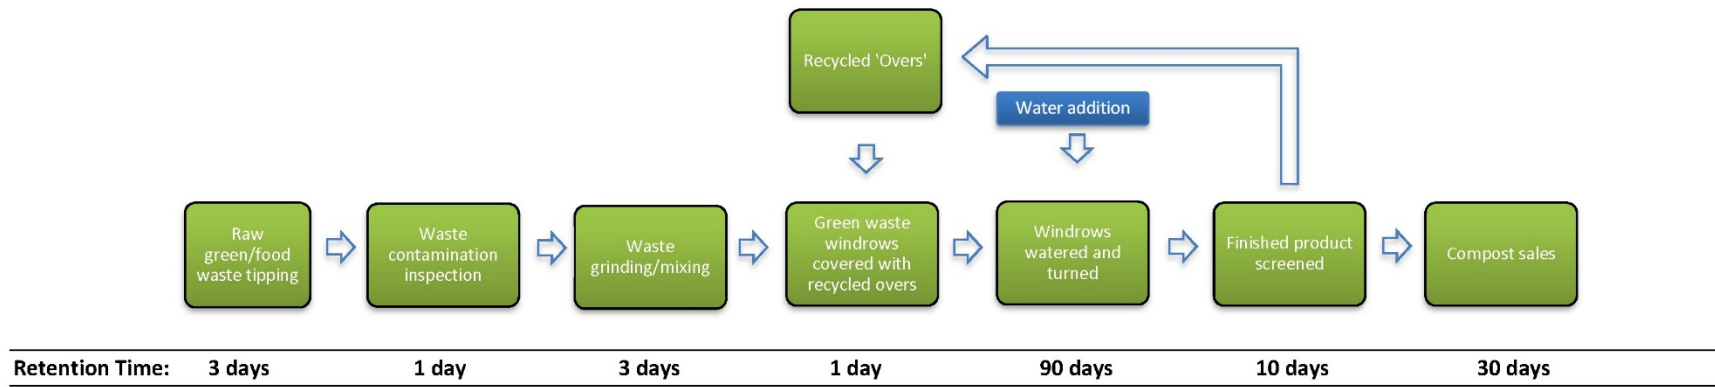 Recycled 'Overs'
Water addition
Raw
green/food
waste tipping
Waste
contamination
inspection
Waste
grinding/mixing
Green waste
windrows
covered with
recycled overs
Windrows
watered and
turned
Finished product
screened
Compost sales
Retention Time: 3 days 1 day 3 days 1 day 90 days 10 days 30 days